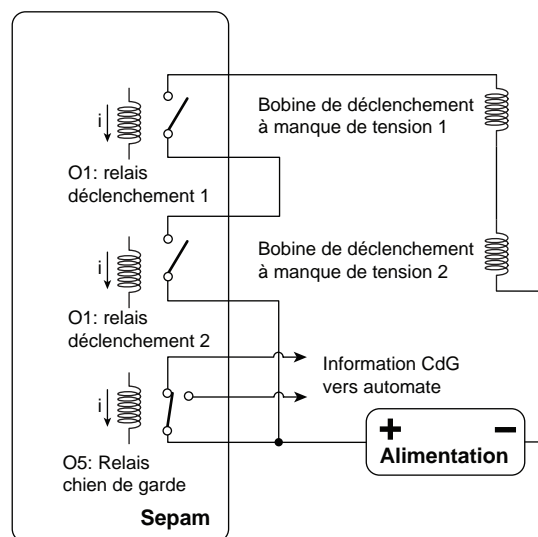 Bobine de déclenchement
à manque de tension 1
i
O1: relais
déclenchement 1
Bobine de déclenchement
à manque de tension 2
i
O1: relais
déclenchement 2
Information CdG
vers automate
i
+ −
Alimentation
O5: Relais
chien de garde
Sepam